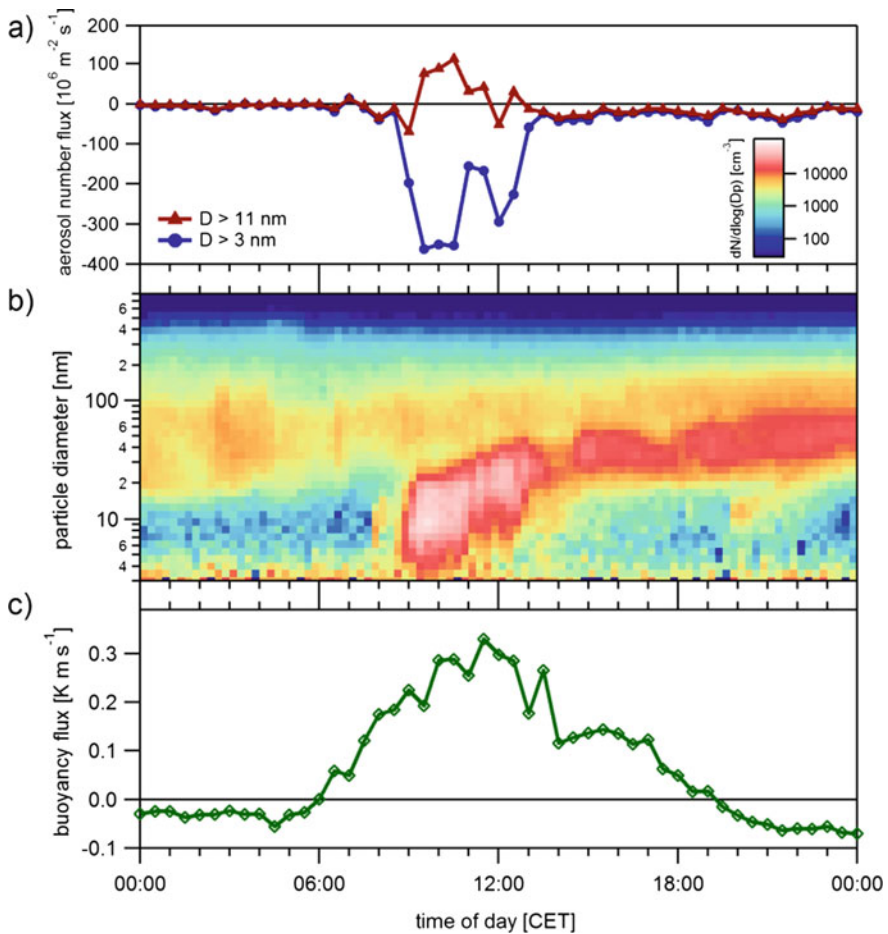 a)
aerosol number flux [10⁶ m⁻² s⁻¹]
200
100
0
-100
-200
-300
-400
D > 11 nm
D > 3 nm
dN/dlog(Dp) [cm⁻³]
10000
1000
100
b)
particle diameter [nm]
6
4
2
100
6
4
2
10
6
4
c)
buoyancy flux [K m s⁻¹]
0.3
0.2
0.1
0.0
-0.1
00:00 06:00 12:00 18:00 00:00
time of day [CET]